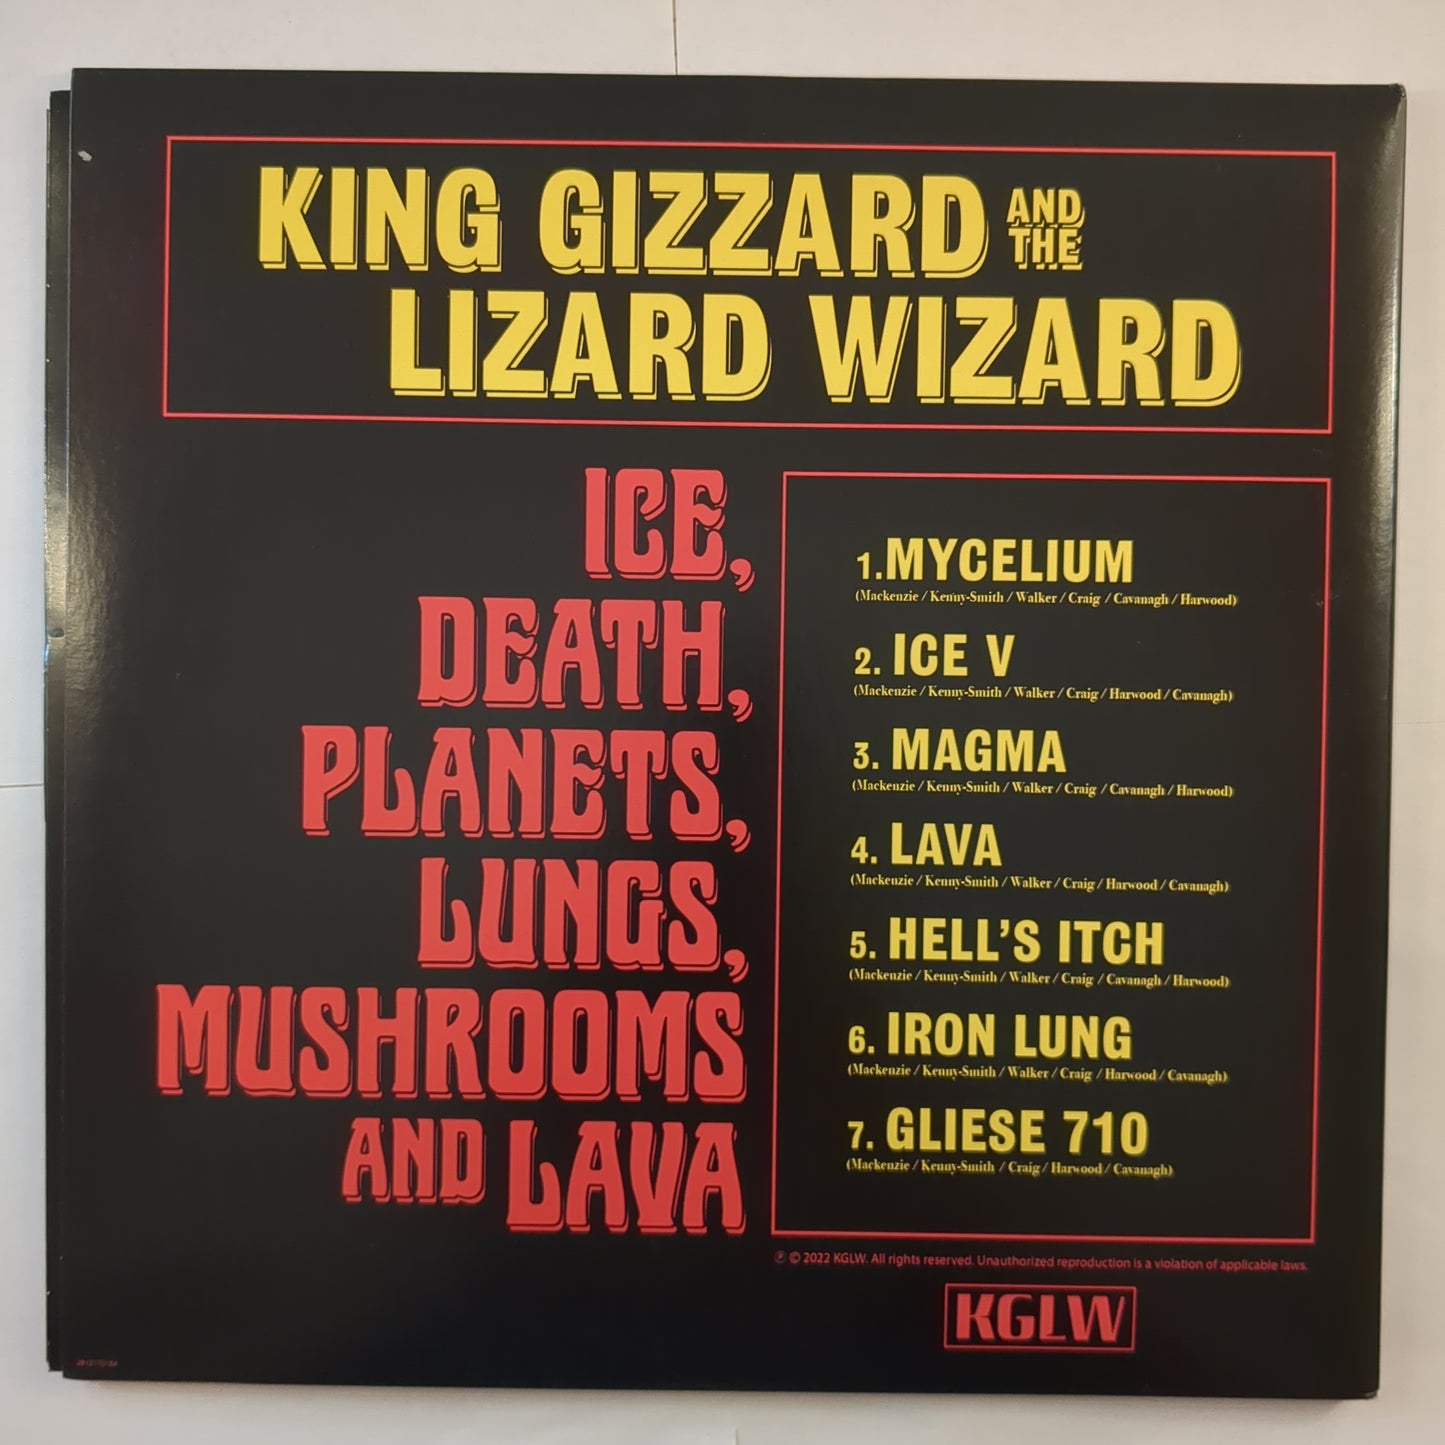 KING GIZZARD AND THE
LIZARD WIZARD
ICE,
DEATH,
PLANETS,
LUNGS,
MUSHROOMS
AND LAVA
1. MYCELIUM
(Mackenzie / Kenny-Smith / Walker / Craig / Cavanagh / Harwood)
2. ICE V
(Mackenzie / Kenny-Smith / Walker / Craig / Harwood / Cavanagh)
3. MAGMA
(Mackenzie / Kenny-Smith / Walker / Craig / Cavanagh / Harwood)
4. LAVA
(Mackenzie / Kenny-Smith / Walker / Craig / Harwood / Cavanagh)
5. HELL'S ITCH
(Mackenzie / Kenny-Smith / Walker / Craig / Cavanagh / Harwood)
6. IRON LUNG
(Mackenzie / Kenny-Smith / Walker / Craig / Harwood / Cavanagh)
7. GLIESE 710
(Mackenzie / Kenny-Smith / Craig / Harwood / Cavanagh)
℗ © 2022 KGLW. All rights reserved. Unauthorized reproduction is a violation of applicable laws.
KGLW